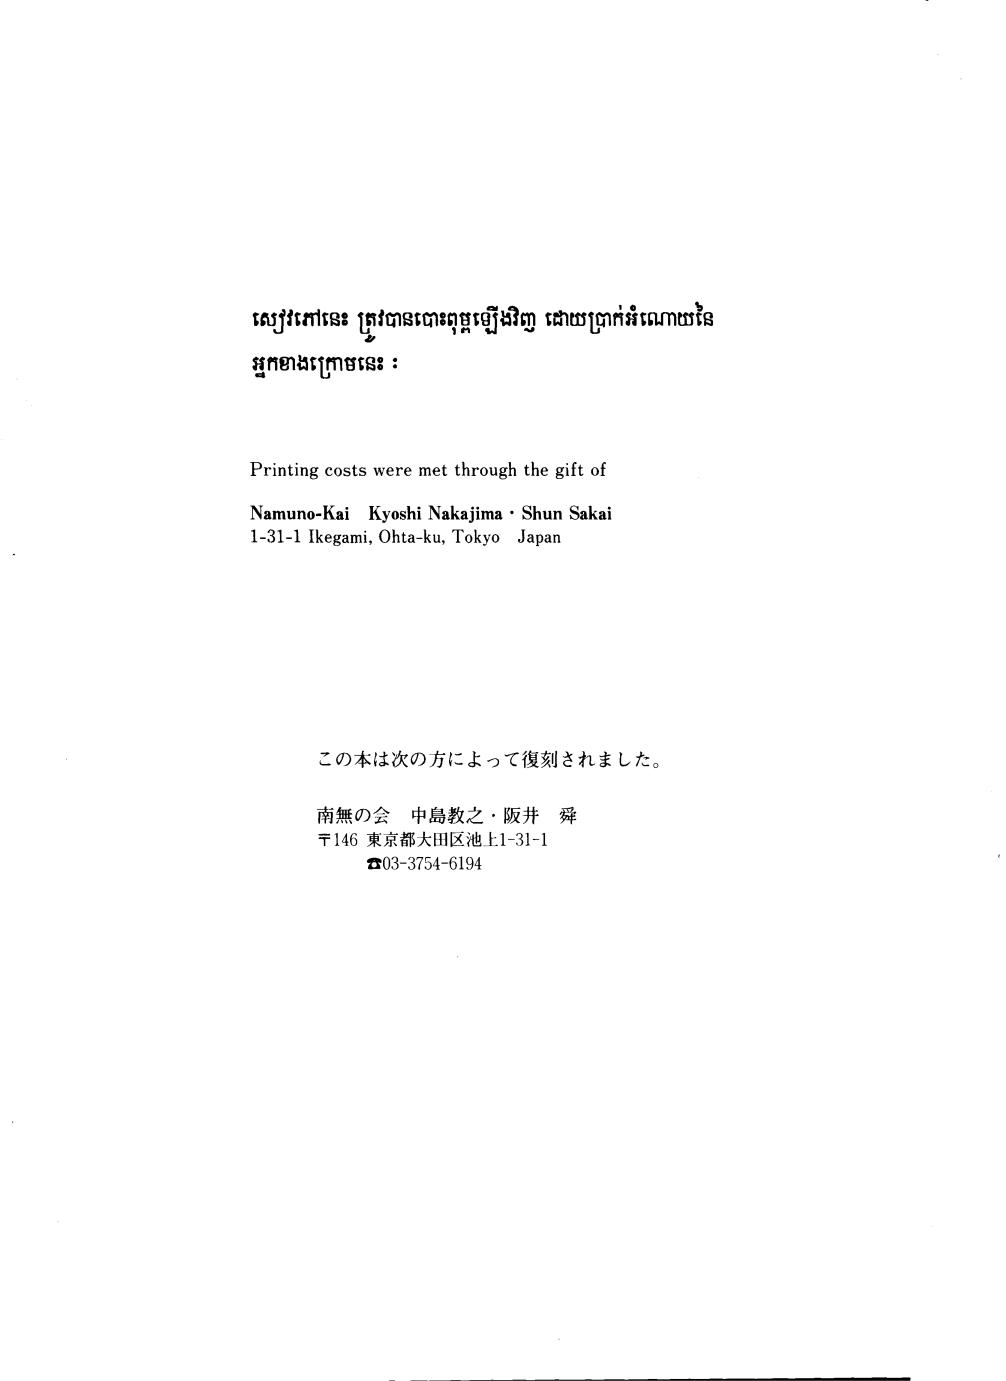 សៀវភៅនេះ ត្រូវបានបោះពុម្ពឡើងវិញ ដោយប្រាក់អំណោយនៃ
អ្នកខាងក្រោមនេះ :
Printing costs were met through the gift of
Namuno-Kai Kyoshi Nakajima・Shun Sakai
1-31-1 Ikegami, Ohta-ku, Tokyo Japan
この本は次の方によって復刻されました。
南無の会　中島教之・阪井　舜
〒146 東京都大田区池上1-31-1
☎03-3754-6194